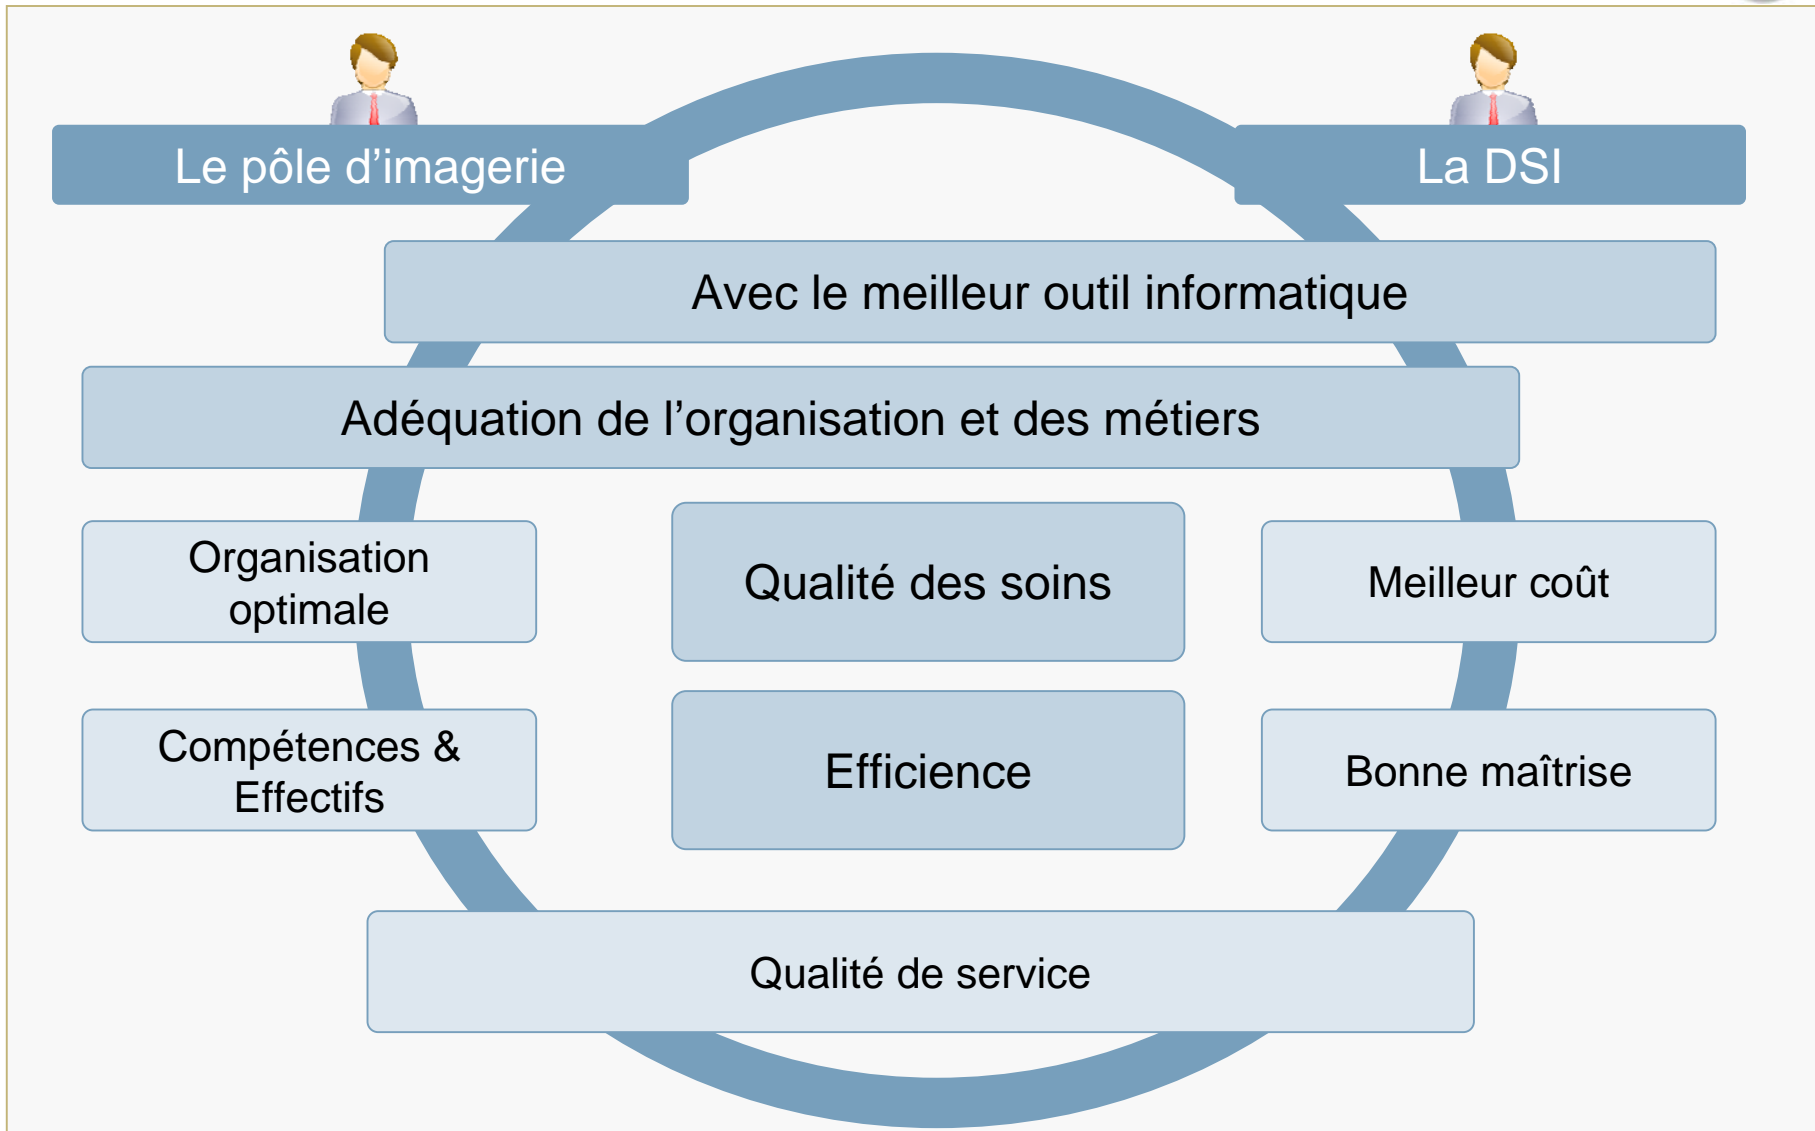 Le pôle d’imagerie
La DSI
Avec le meilleur outil informatique
Adéquation de l’organisation et des métiers
Organisation
optimale
Qualité des soins
Meilleur coût
Compétences &
Effectifs
Efficience
Bonne maîtrise
Qualité de service